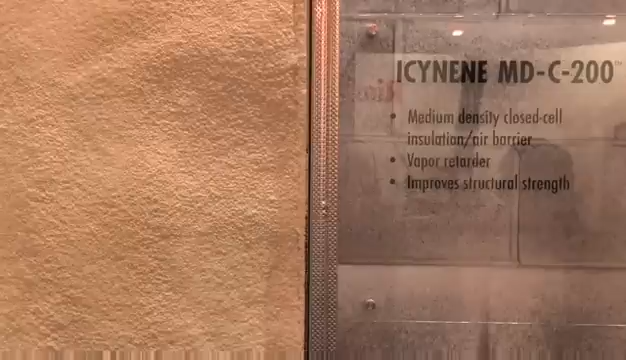 ICYNENE MD-C-200™
• Medium density closed-cell
insulation/air barrier
• Vapor retarder
• Improves structural strength